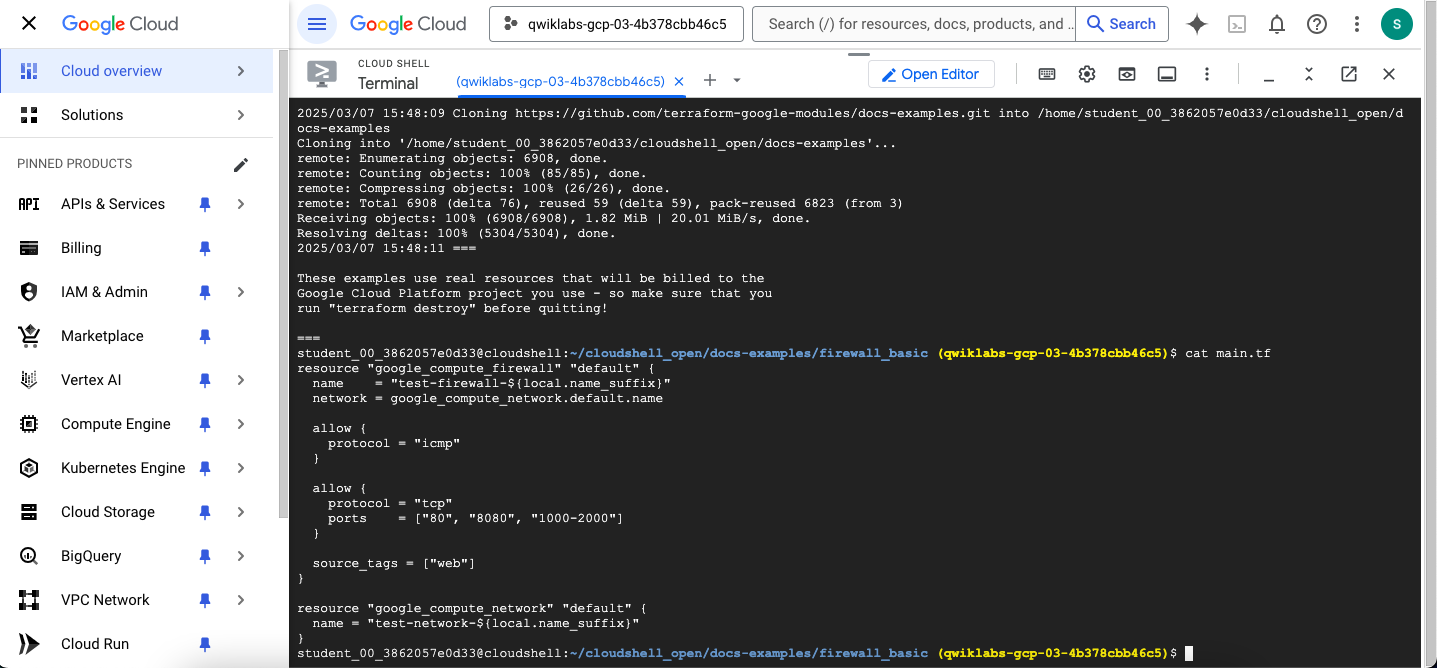 Google Cloud
Cloud overview
Solutions
PINNED PRODUCTS
API APIs & Services
Billing
IAM & Admin
Marketplace
Vertex AI
Compute Engine
Kubernetes Engine
Cloud Storage
BigQuery
VPC Network
Cloud Run
Google Cloud
qwiklabs-gcp-03-4b378cbb46c5
Search (/) for resources, docs, products, and ...
Search
S
CLOUD SHELL
Terminal
(qwiklabs-gcp-03-4b378cbb46c5)
Open Editor
2025/03/07 15:48:09 Cloning https://github.com/terraform-google-modules/docs-examples.git into /home/student_00_3862057e0d33/cloudshell_open/d
ocs-examples
Cloning into '/home/student_00_3862057e0d33/cloudshell_open/docs-examples'...
remote: Enumerating objects: 6908, done.
remote: Counting objects: 100% (85/85), done.
remote: Compressing objects: 100% (26/26), done.
remote: Total 6908 (delta 76), reused 59 (delta 59), pack-reused 6823 (from 3)
Receiving objects: 100% (6908/6908), 1.82 MiB | 20.01 MiB/s, done.
Resolving deltas: 100% (5304/5304), done.
2025/03/07 15:48:11 ===
These examples use real resources that will be billed to the
Google Cloud Platform project you use - so make sure that you
run "terraform destroy" before quitting!
===
student_00_3862057e0d33@cloudshell:~/cloudshell_open/docs-examples/firewall_basic (qwiklabs-gcp-03-4b378cbb46c5)$ cat main.tf
resource "google_compute_firewall" "default" {
  name    = "test-firewall-${local.name_suffix}"
  network = google_compute_network.default.name
  allow {
    protocol = "icmp"
  }
  allow {
    protocol = "tcp"
    ports    = ["80", "8080", "1000-2000"]
  }
  source_tags = ["web"]
}
resource "google_compute_network" "default" {
  name = "test-network-${local.name_suffix}"
}
student_00_3862057e0d33@cloudshell:~/cloudshell_open/docs-examples/firewall_basic (qwiklabs-gcp-03-4b378cbb46c5)$